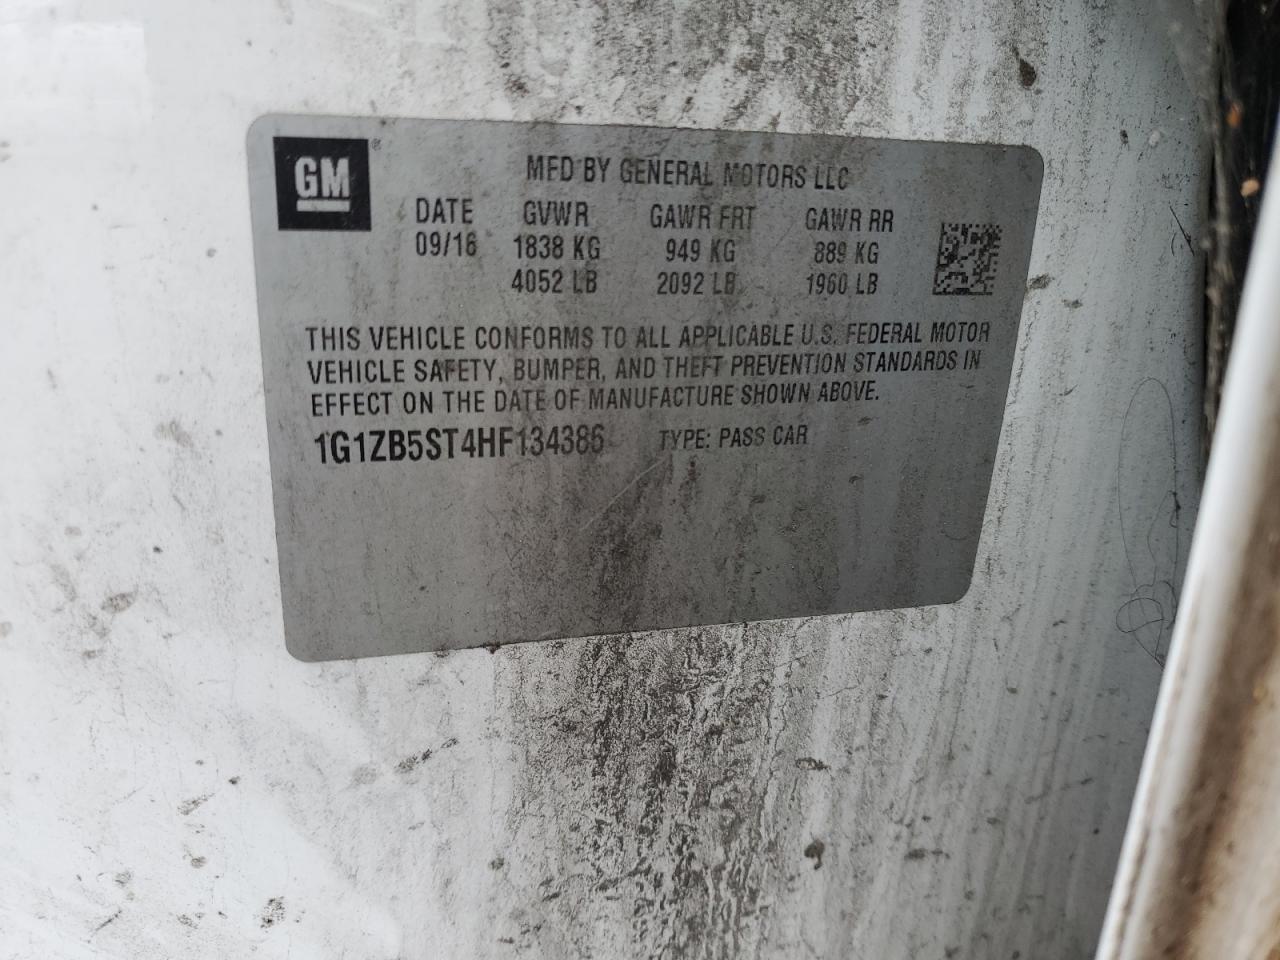 GM ®
MFD BY GENERAL MOTORS LLC
DATE GVWR GAWR FRT GAWR RR
09/16 1838 KG 949 KG 889 KG
4052 LB 2092 LB 1960 LB
THIS VEHICLE CONFORMS TO ALL APPLICABLE U.S. FEDERAL MOTOR
VEHICLE SAFETY, BUMPER, AND THEFT PREVENTION STANDARDS IN
EFFECT ON THE DATE OF MANUFACTURE SHOWN ABOVE.
1G1ZB5ST4HF134386 TYPE: PASS CAR